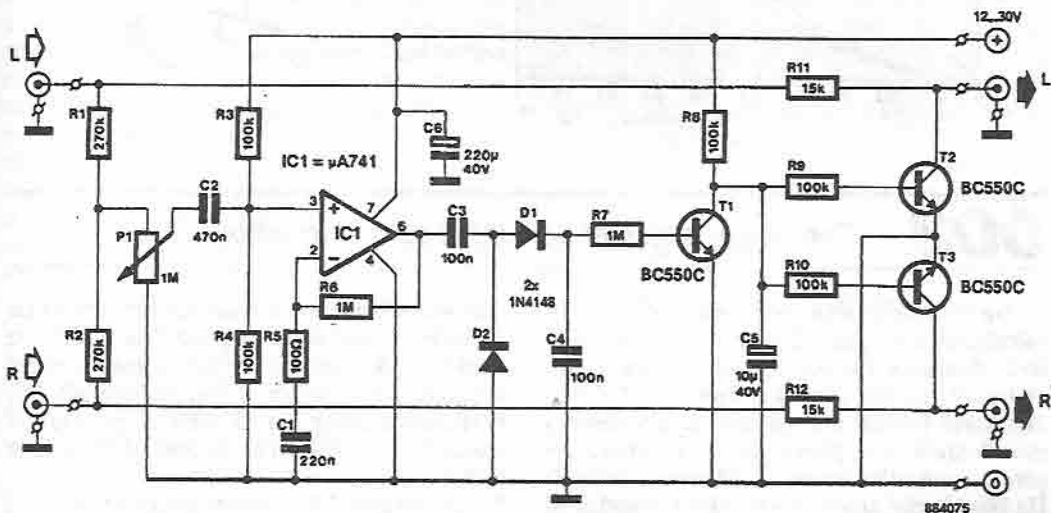 12...30V
+
L
L
R11
15k
R1
270k
R3
100k
C6
220µ
40V
R8
100k
IC1 = µA741
R9
100k
T2
BC550C
C2
470n
3
+
7
IC1
6
2
−
4
C3
100n
D1
R7
1M
T1
BC550C
P1
1M
R6
1M
2x
1N4148
R10
100k
T3
BC550C
R2
270k
R4
100k
R5
100Ω
D2
C4
100n
C5
10µ
40V
R
R12
15k
R
C1
220n
0
884075